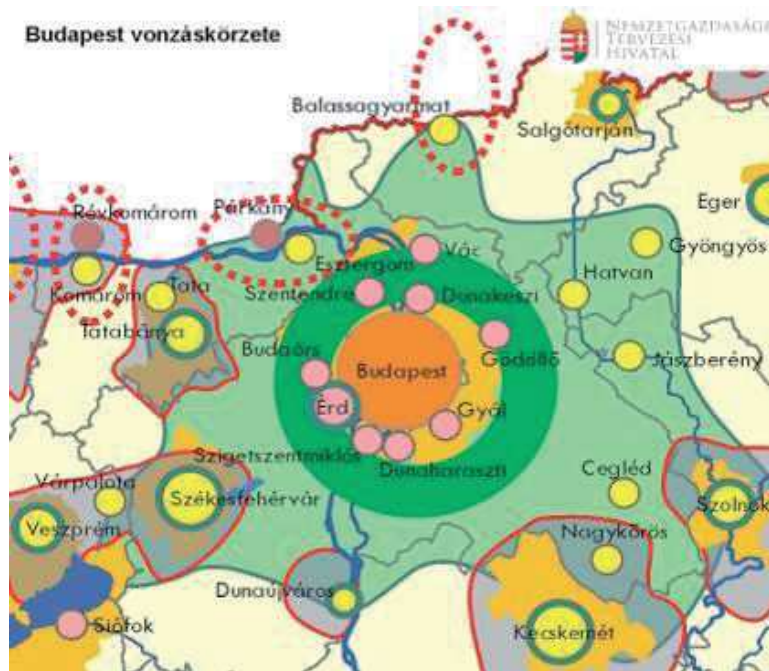 Budapest vonzáskörzete
NEMZETGAZDASÁGI
TERVEZÉSI
HIVATAL
Balassagyarmat
Salgótarján
Révkomárom
Párkány
Eger
Vác
Gyöngyös
Esztergom
Hatvan
Komárom
Tata
Szentendre
Dunakeszi
Tatabánya
Budaörs
Gödöllő
Jászberény
Budapest
Érd
Gyál
Szigetszentmiklós
Dunaharaszti
Cegléd
Várpalota
Székesfehérvár
Szolnok
Veszprém
Nagykőrös
Dunaújváros
Siófok
Kecskemét